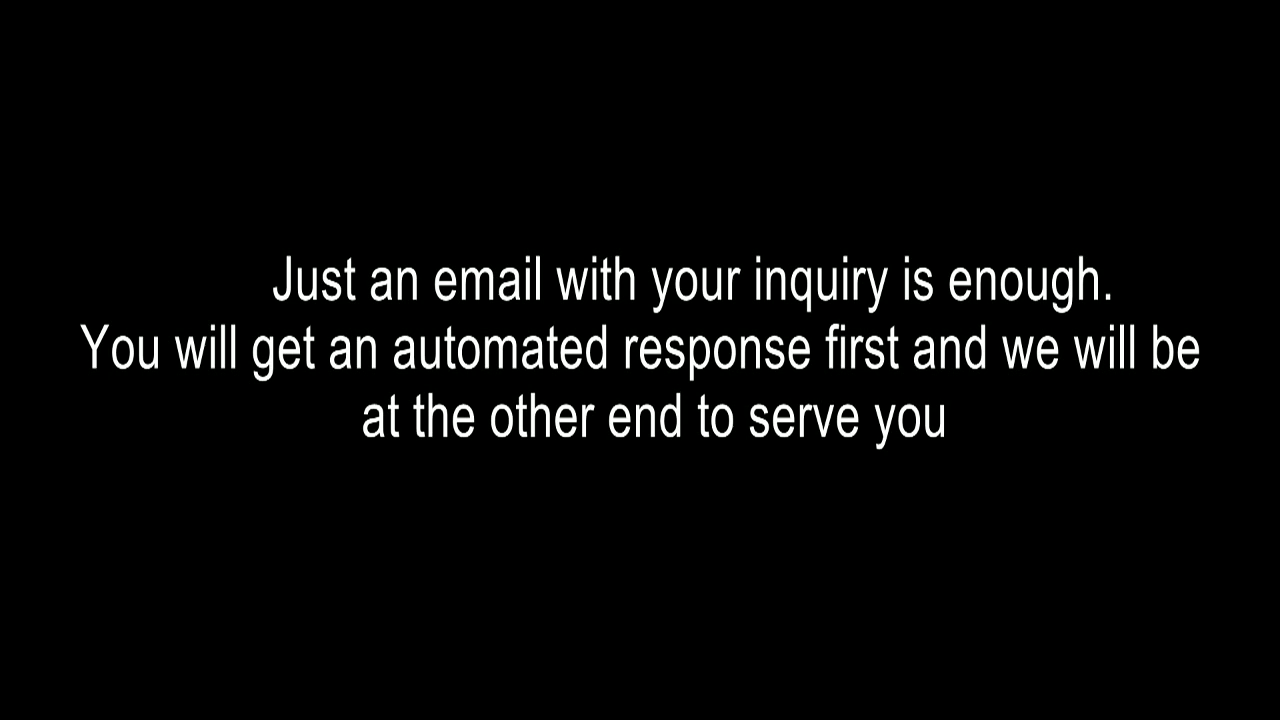 Just an email with your inquiry is enough.
You will get an automated response first and we will be
at the other end to serve you